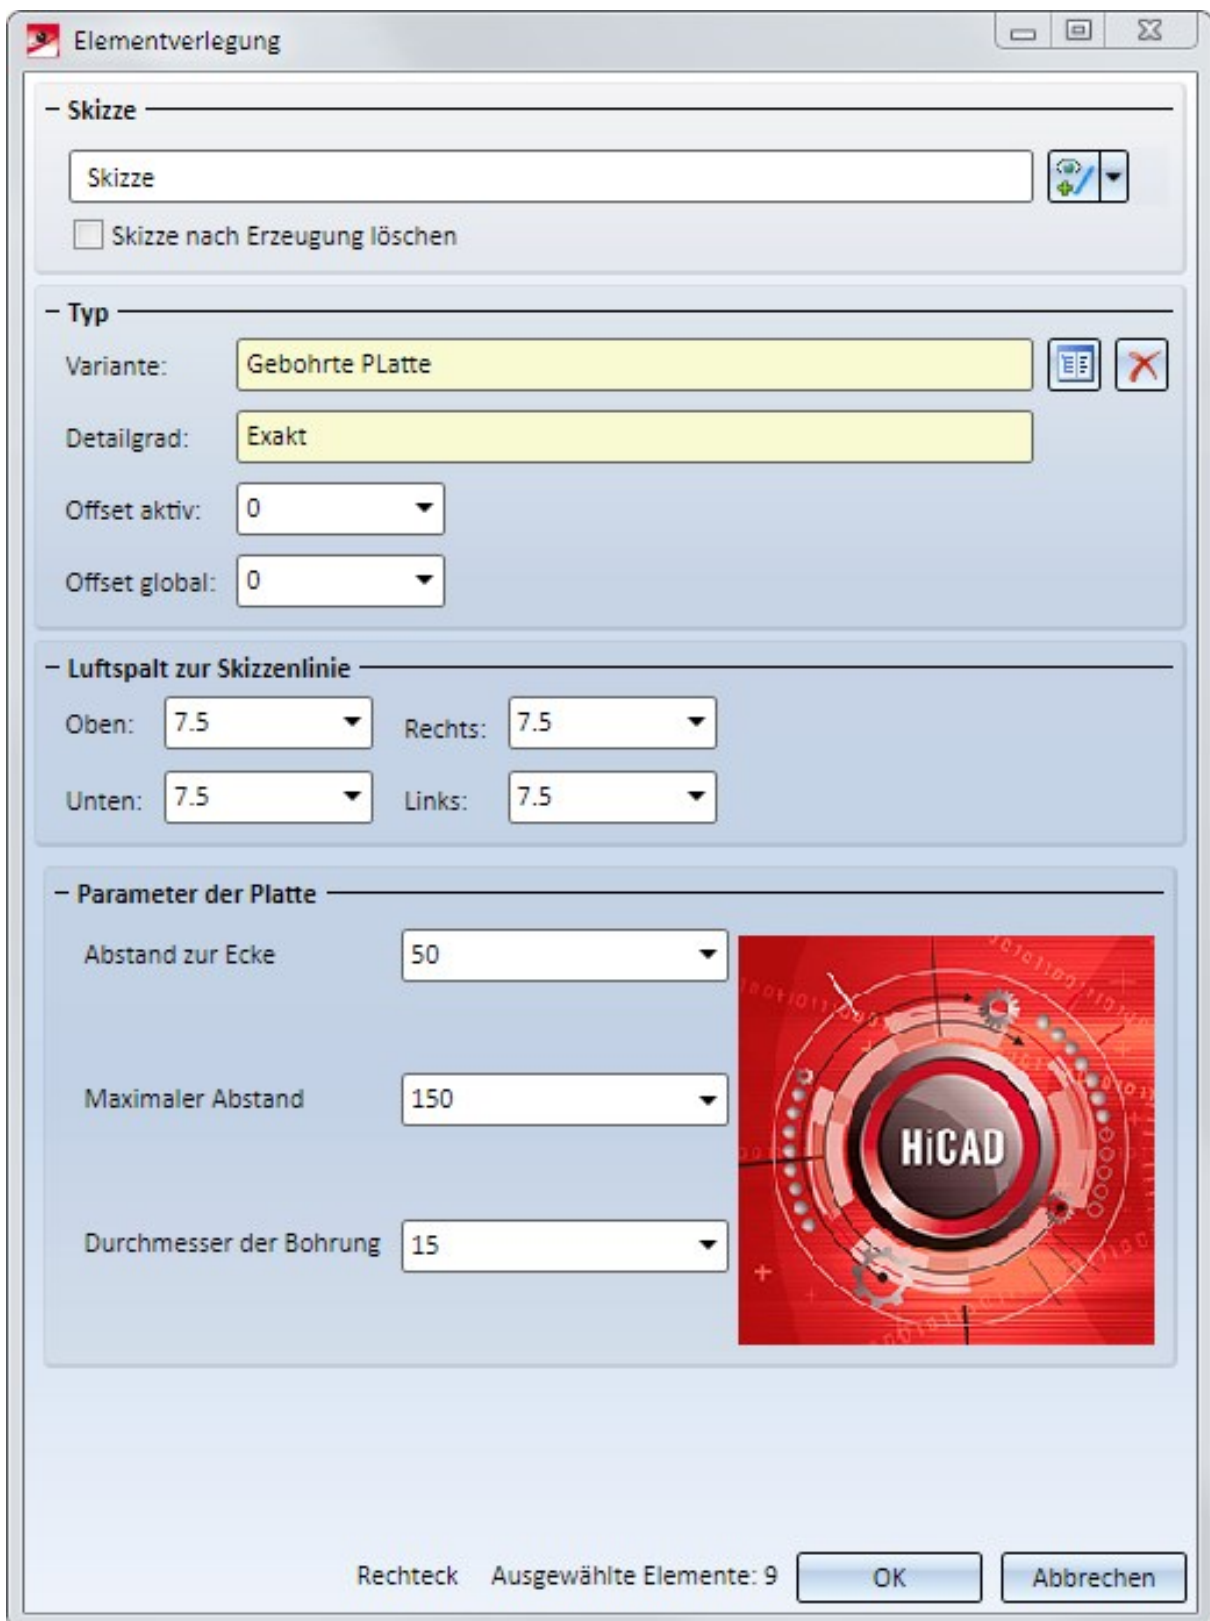 Elementverlegung
Skizze
Skizze
Skizze nach Erzeugung löschen
Typ
Variante: Gebohrte PLatte
Detailgrad: Exakt
Offset aktiv: 0
Offset global: 0
Luftspalt zur Skizzenlinie
Oben: 7.5 Rechts: 7.5
Unten: 7.5 Links: 7.5
Parameter der Platte
Abstand zur Ecke 50
Maximaler Abstand 150
HiCAD
Durchmesser der Bohrung 15
Rechteck Ausgewählte Elemente: 9 OK Abbrechen